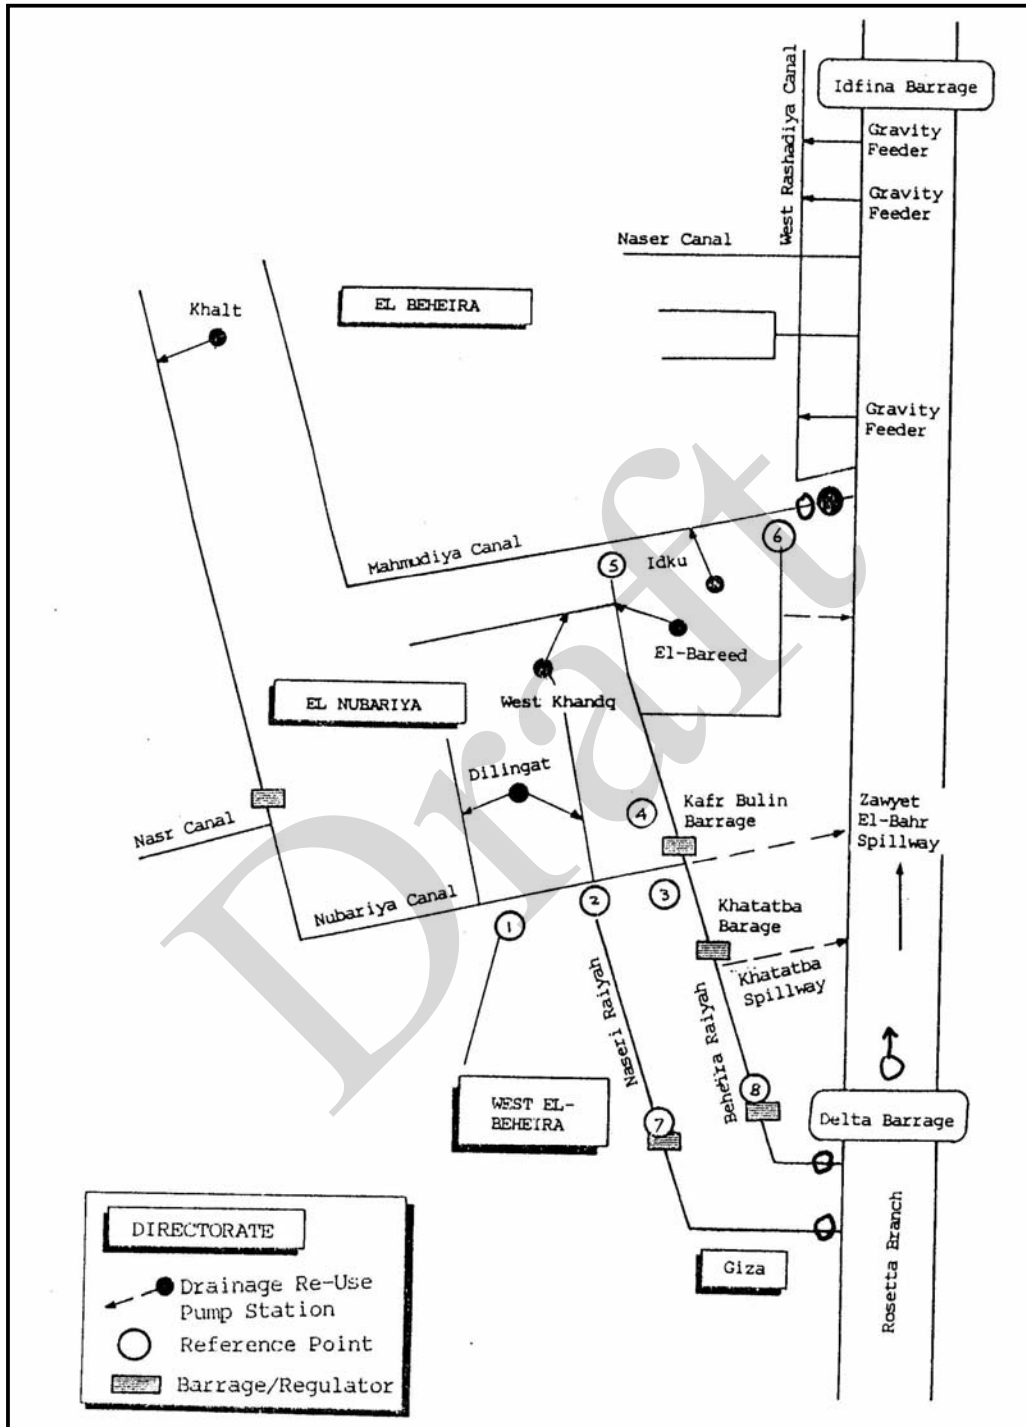 Idfina Barrage
West Rashadiya Canal
Gravity
Feeder
Gravity
Feeder
Naser Canal
EL BEHEIRA
Khalt
Gravity
Feeder
6
Mahmudiya Canal
5
Idku
El-Bareed
EL NUBARIYA
West Khandq
Dilingat
4
Kafr Bulin
Barrage
Zawyet
El-Bahr
Spillway
Nasr Canal
Nubariya Canal
1
2
3
Khatatba
Barage
Khatatba
Spillway
Naseri Raiyah
Beheira Raiyah
WEST EL-
BEHEIRA
7
8
Delta Barrage
Giza
Rosetta Branch
DIRECTORATE
Drainage Re-Use
Pump Station
Reference Point
Barrage/Regulator
Draft